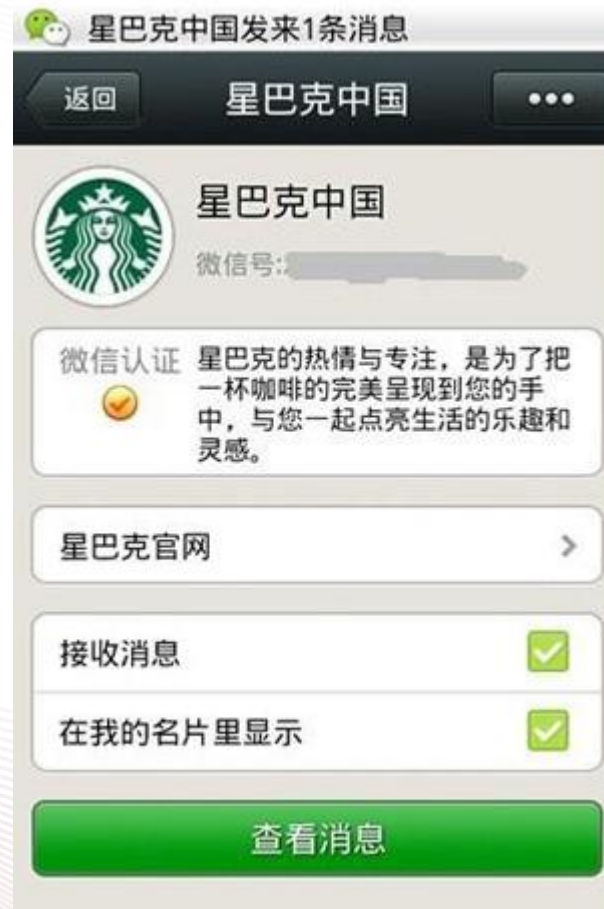 星巴克中国发来1条消息
返回 星巴克中国
星巴克中国
微信号:
微信认证 星巴克的热情与专注，是为了把
一杯咖啡的完美呈现到您的手
中，与您一起点亮生活的乐趣和
灵感。
星巴克官网
接收消息
在我的名片里显示
查看消息